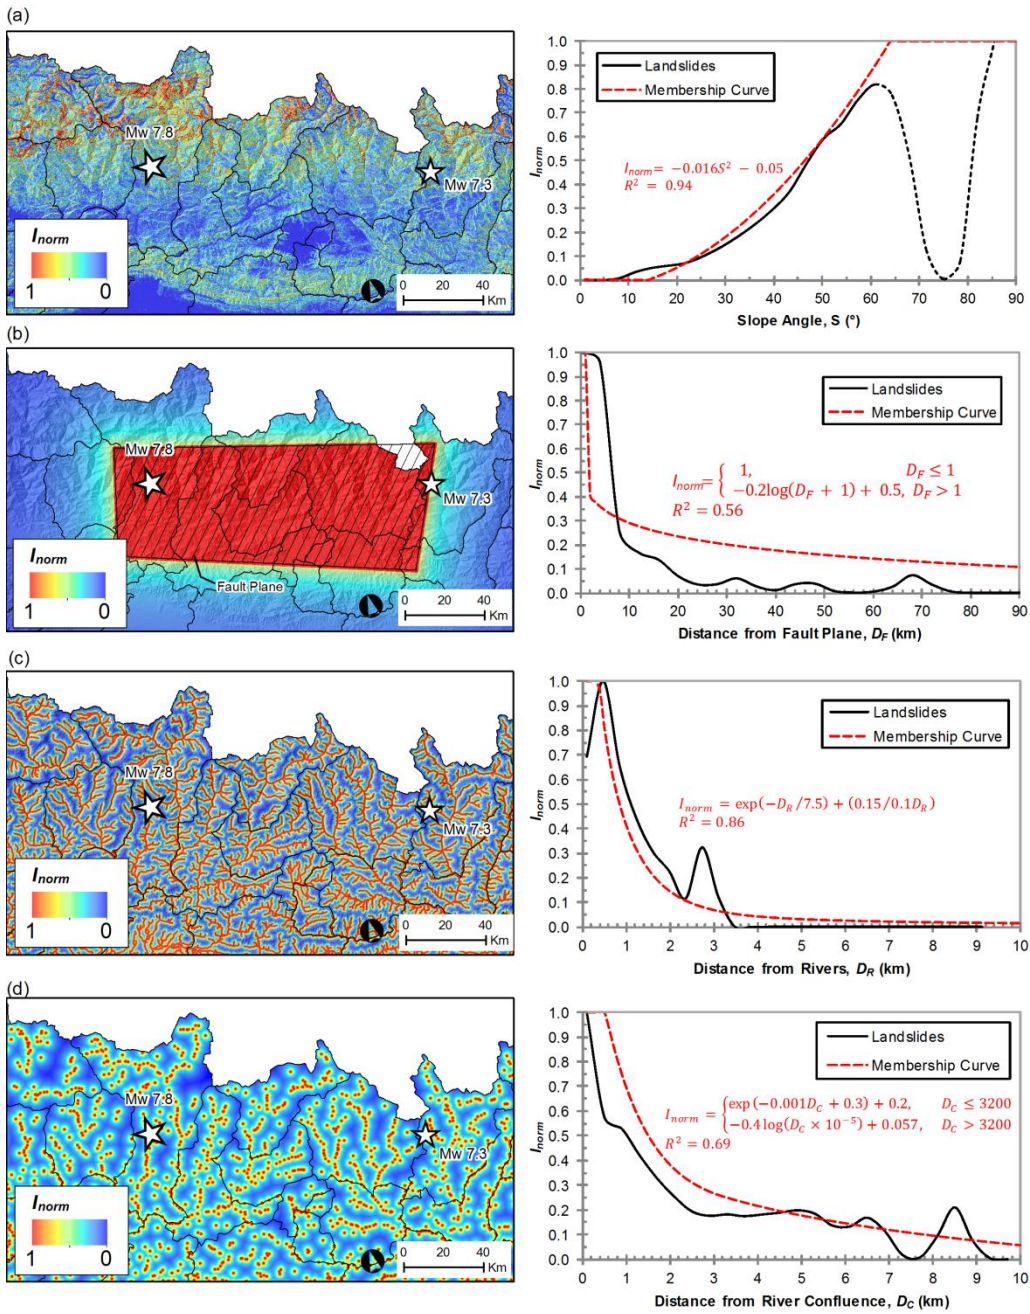 (a)
Mw 7.8
Mw 7.3
Inorm
1 0
0 20 40
Km
1.0
0.9
0.8
0.7
0.6
0.5
0.4
0.3
0.2
0.1
0.0
Inorm
Landslides
Membership Curve
Inorm = −0.016S² − 0.05
R² = 0.94
0 10 20 30 40 50 60 70 80 90
Slope Angle, S (°)
(b)
Mw 7.8
Mw 7.3
Fault Plane
Inorm
1 0
0 20 40
Km
1.0
0.9
0.8
0.7
0.6
0.5
0.4
0.3
0.2
0.1
0.0
Inorm
Landslides
Membership Curve
Inorm = { 1, D_F ≤ 1
−0.2log(D_F + 1) + 0.5, D_F > 1
R² = 0.56
0 10 20 30 40 50 60 70 80 90
Distance from Fault Plane, D_F (km)
(c)
Mw 7.8
Mw 7.3
Inorm
1 0
0 20 40
Km
1.0
0.9
0.8
0.7
0.6
0.5
0.4
0.3
0.2
0.1
0.0
Inorm
Landslides
Membership Curve
Inorm = exp(−D_R/7.5) + (0.15/0.1D_R)
R² = 0.86
0 1 2 3 4 5 6 7 8 9 10
Distance from Rivers, D_R (km)
(d)
Mw 7.8
Mw 7.3
Inorm
1 0
0 20 40
Km
1.0
0.9
0.8
0.7
0.6
0.5
0.4
0.3
0.2
0.1
0.0
Inorm
Landslides
Membership Curve
Inorm = { exp(−0.001D_C + 0.3) + 0.2, D_C ≤ 3200
−0.4log(D_C × 10⁻⁵) + 0.057, D_C > 3200
R² = 0.69
0 1 2 3 4 5 6 7 8 9 10
Distance from River Confluence, D_C (km)